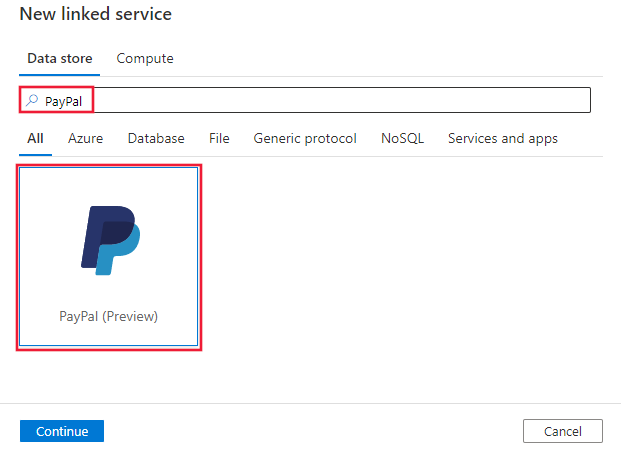 New linked service
Data store Compute
PayPal
All Azure Database File Generic protocol NoSQL Services and apps
PayPal (Preview)
Continue Cancel